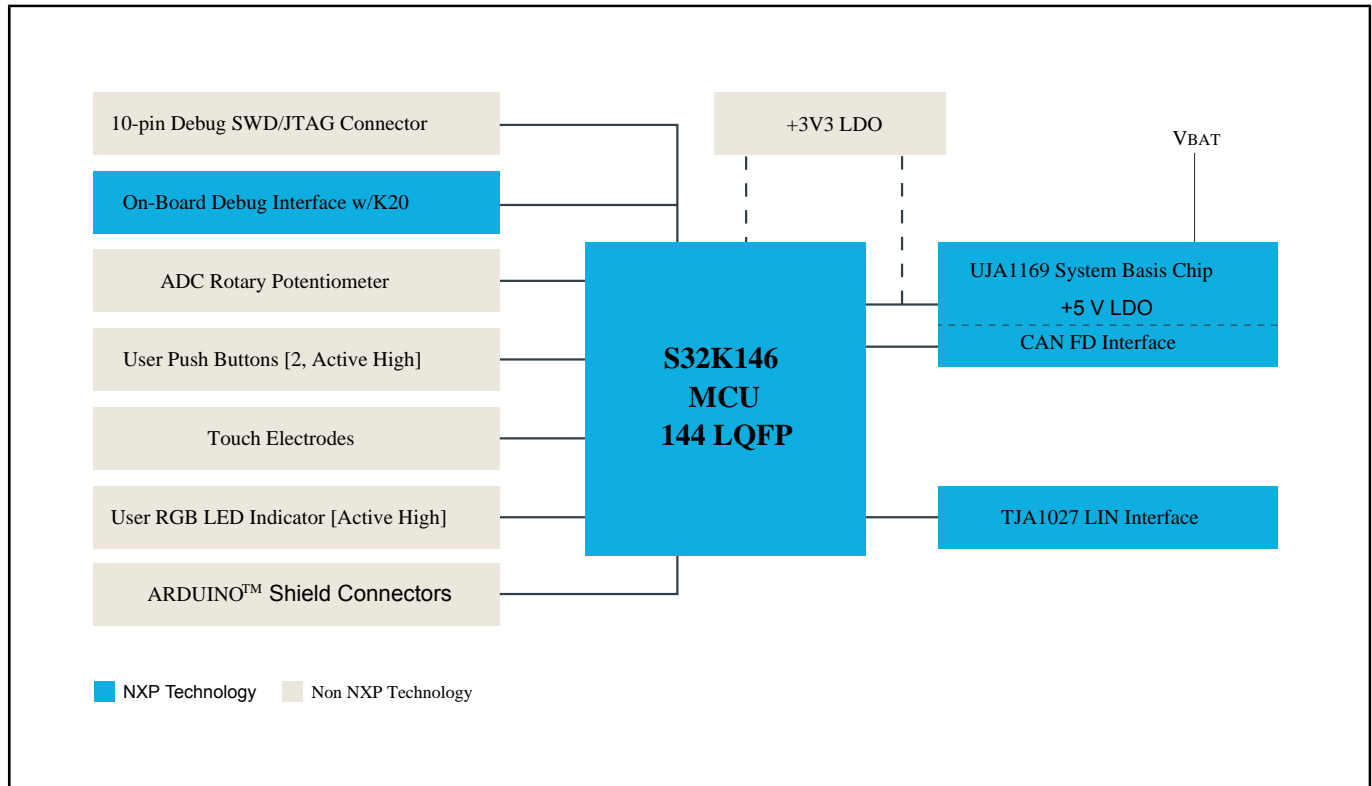 10-pin Debug SWD/JTAG Connector
On-Board Debug Interface w/K20
ADC Rotary Potentiometer
User Push Buttons [2, Active High]
Touch Electrodes
User RGB LED Indicator [Active High]
ARDUINO™ Shield Connectors
+3V3 LDO
VBAT
S32K146
MCU
144 LQFP
UJA1169 System Basis Chip
+5 V LDO
CAN FD Interface
TJA1027 LIN Interface
NXP Technology
Non NXP Technology